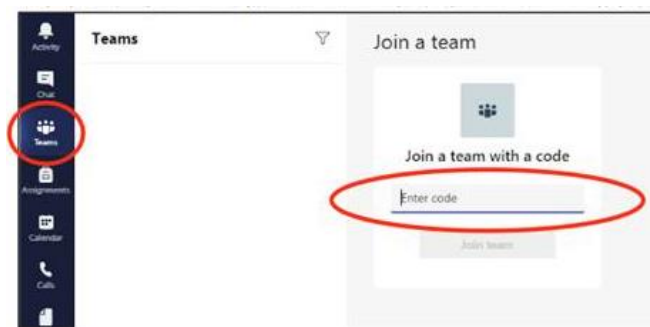 Activity
Chat
Teams
Assignments
Calendar
Calls
Teams
Join a team
Join a team with a code
Enter code
Join team